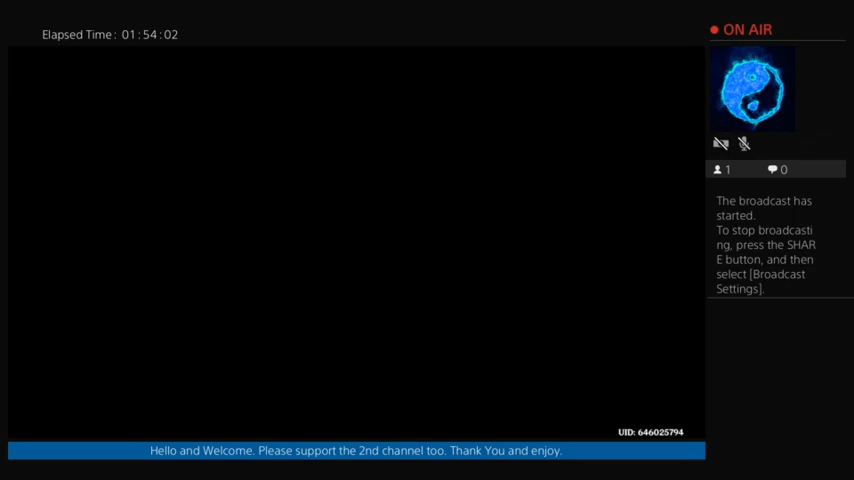 Elapsed Time: 01:54:02
ON AIR
1
0
The broadcast has
started.
To stop broadcasti
ng, press the SHAR
E button, and then
select [Broadcast
Settings].
UID: 646025794
Hello and Welcome. Please support the 2nd channel too. Thank You and enjoy.